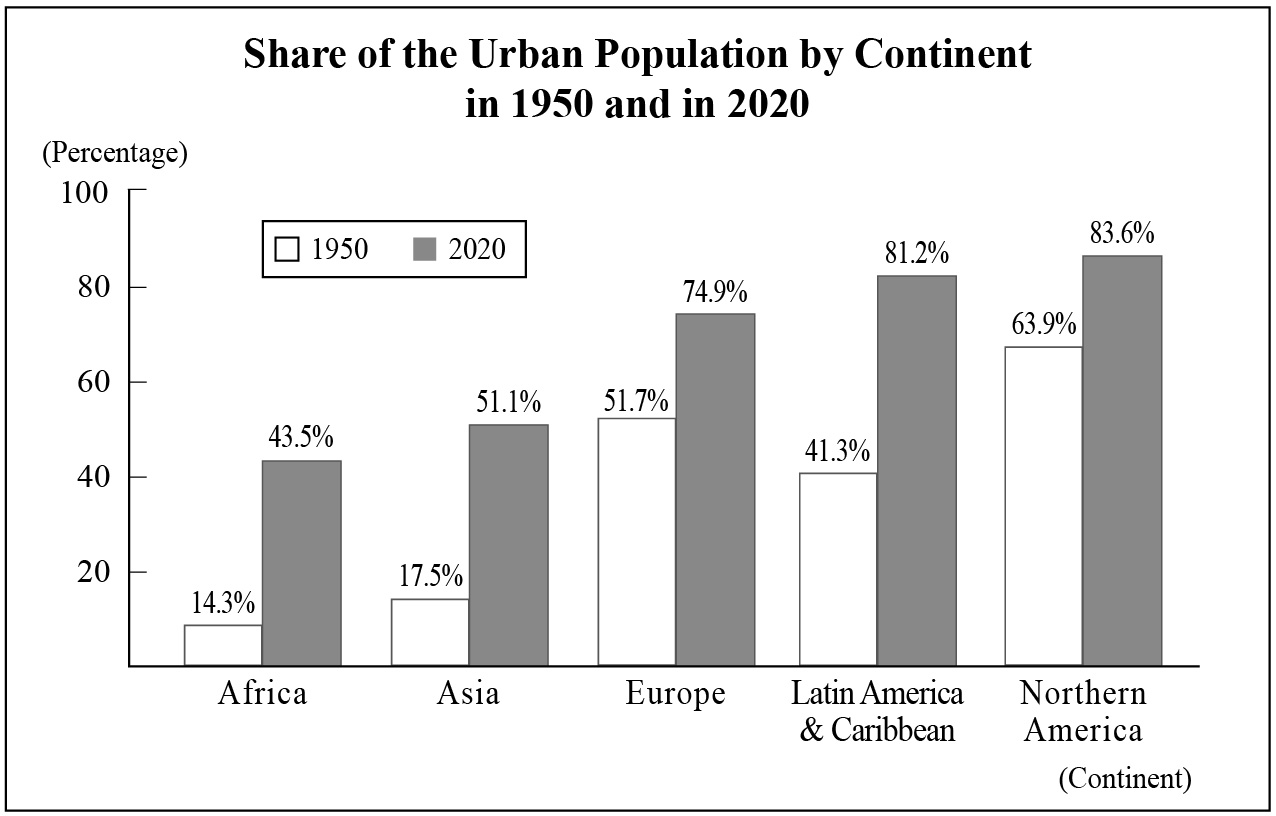 Share of the Urban Population by Continent
in 1950 and in 2020
(Percentage)
100
80
60
40
20
1950 2020
14.3%
43.5%
17.5%
51.1%
51.7%
74.9%
41.3%
81.2%
63.9%
83.6%
Africa
Asia
Europe
Latin America
& Caribbean
Northern
America
(Continent)